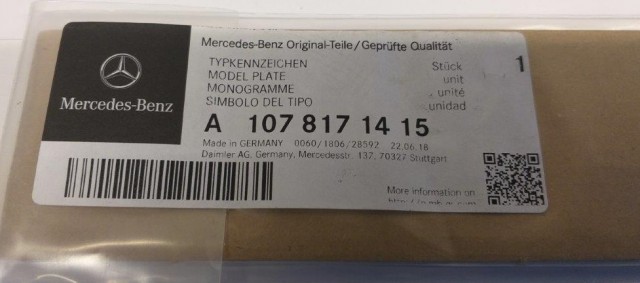 Mercedes-Benz
Mercedes-Benz Original-Teile/Geprüfte Qualität
TYPKENNZEICHEN Stück 1
MODEL PLATE unit
MONOGRAMME unité
SIMBOLO DEL TIPO unidad
A 107 817 14 15
Made in GERMANY 0060/1806/28592 22.06.18
Daimler AG, Germany, Mercedesstr. 137, 70327 Stuttgart
More information on